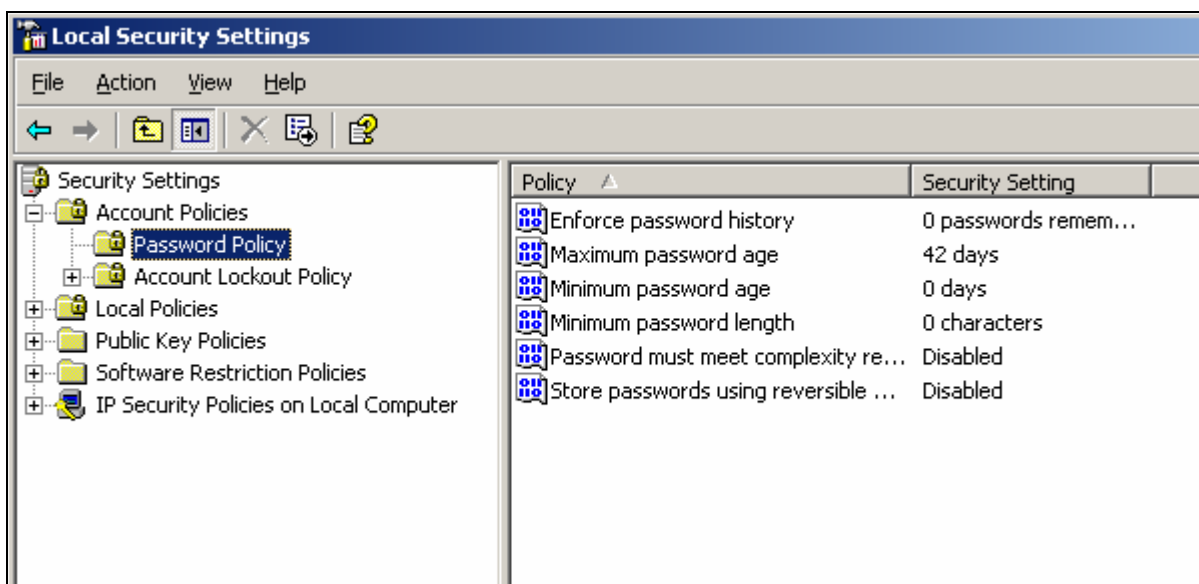 Local Security Settings
File Action View Help
Security Settings
Account Policies
Password Policy
Account Lockout Policy
Local Policies
Public Key Policies
Software Restriction Policies
IP Security Policies on Local Computer
Policy Security Setting
Enforce password history 0 passwords remem...
Maximum password age 42 days
Minimum password age 0 days
Minimum password length 0 characters
Password must meet complexity re... Disabled
Store passwords using reversible ... Disabled